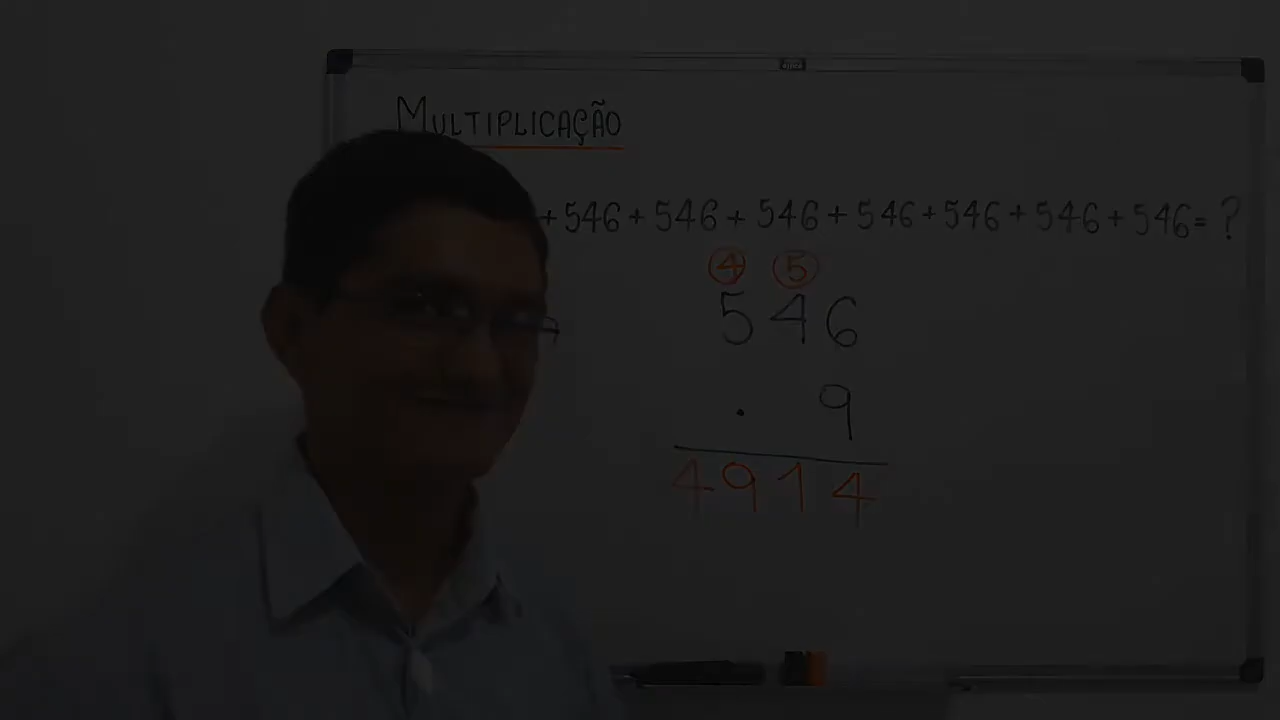 MULTIPLICAÇÃO
+ 546 + 546 + 546 + 546 + 546 + 546 + 546 = ?
4 5
546
. 9
4914